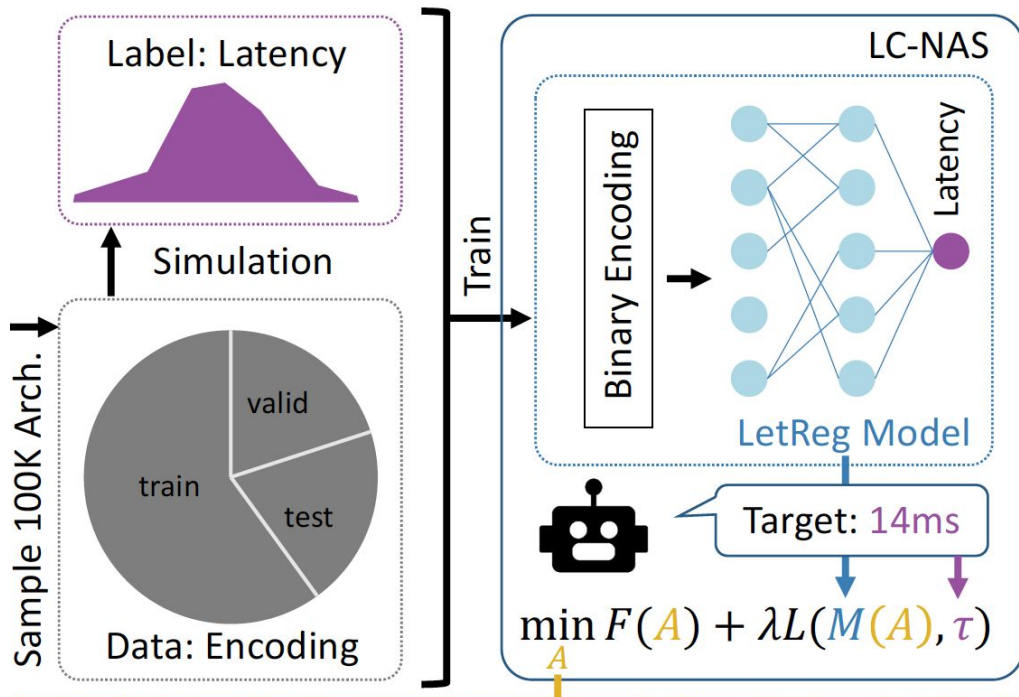 Label: Latency
Simulation
Sample 100K Arch.
valid
train
test
Data: Encoding
Train
LC-NAS
Binary Encoding
Latency
LetReg Model
Target: 14ms
min F(A) + λL(M(A), τ)
A